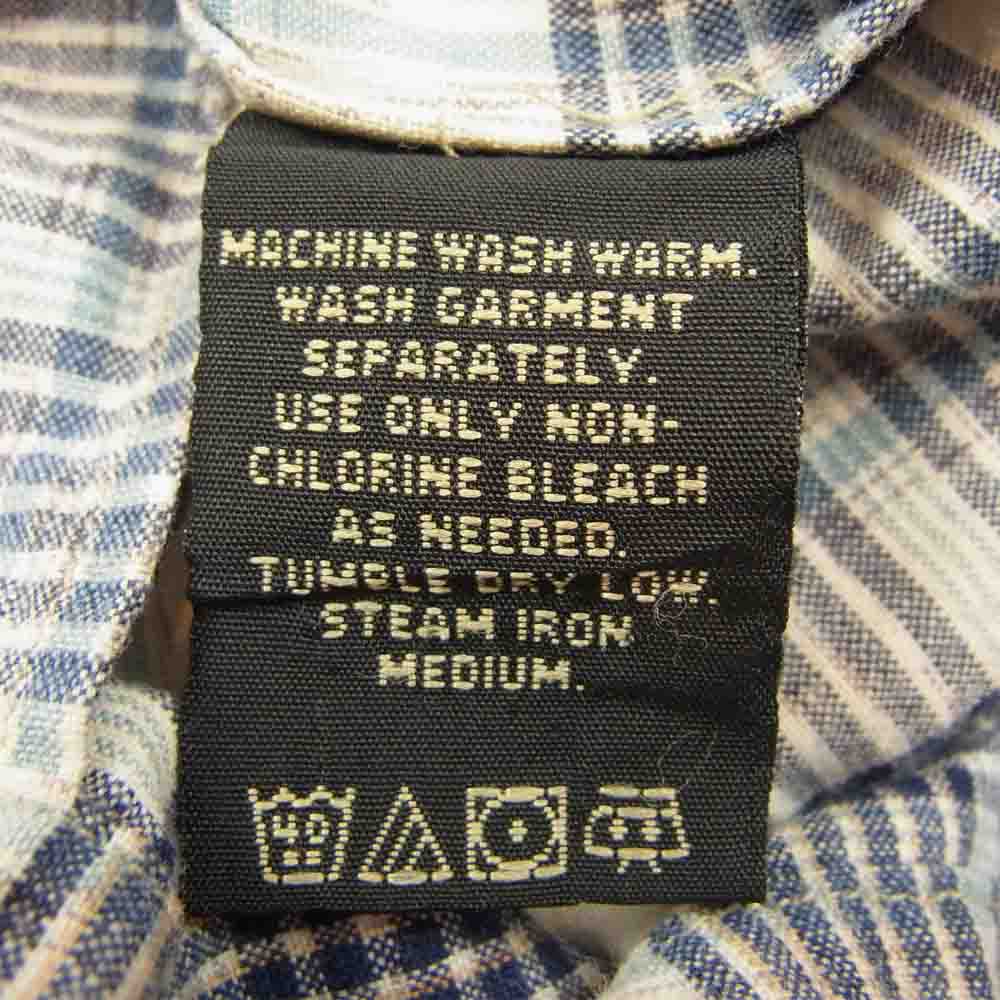 MACHINE WASH WARM.
WASH GARMENT
SEPARATELY.
USE ONLY NON-
CHLORINE BLEACH
AS NEEDED.
TUMBLE DRY LOW.
STEAM IRON
MEDIUM.
40